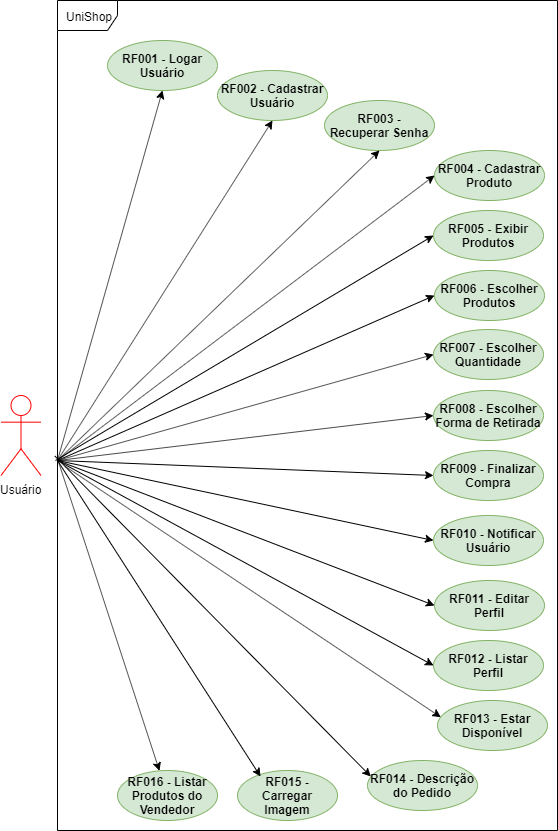 UniShop
RF001 - Logar
Usuário
RF002 - Cadastrar
Usuário
RF003 -
Recuperar Senha
RF004 - Cadastrar
Produto
RF005 - Exibir
Produtos
RF006 - Escolher
Produtos
RF007 - Escolher
Quantidade
RF008 - Escolher
Forma de Retirada
RF009 - Finalizar
Compra
RF010 - Notificar
Usuário
RF011 - Editar
Perfil
RF012 - Listar
Perfil
RF013 - Estar
Disponível
RF014 - Descrição
do Pedido
RF015 -
Carregar
Imagem
RF016 - Listar
Produtos do
Vendedor
Usuário